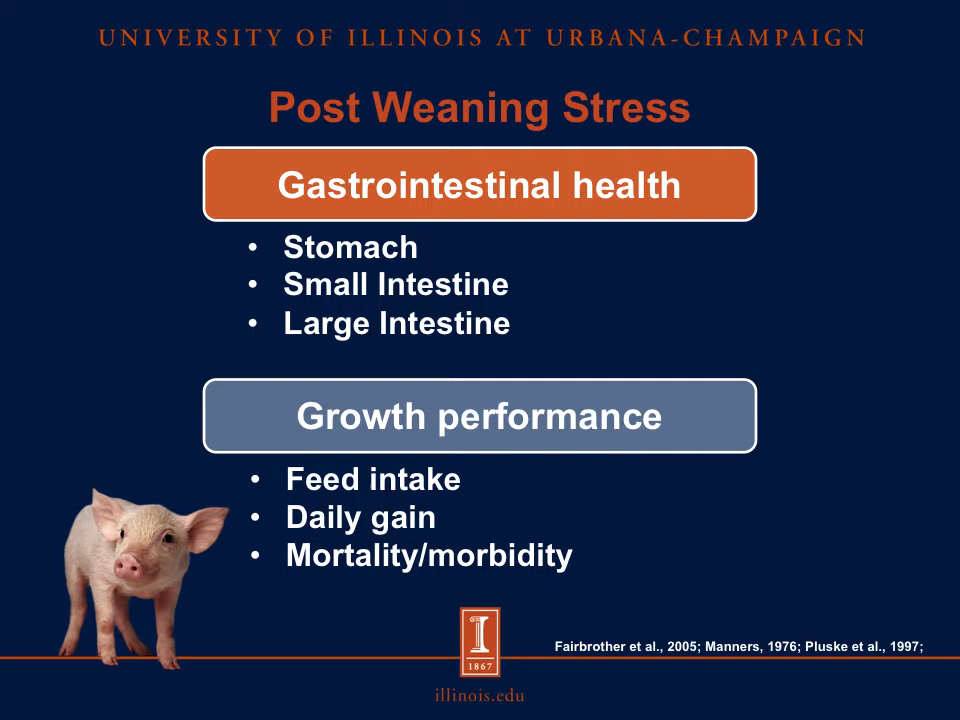 UNIVERSITY OF ILLINOIS AT URBANA-CHAMPAIGN
Post Weaning Stress
Gastrointestinal health
• Stomach
• Small Intestine
• Large Intestine
Growth performance
• Feed intake
• Daily gain
• Mortality/morbidity
I
1867
Fairbrother et al., 2005; Manners, 1976; Pluske et al., 1997;
illinois.edu